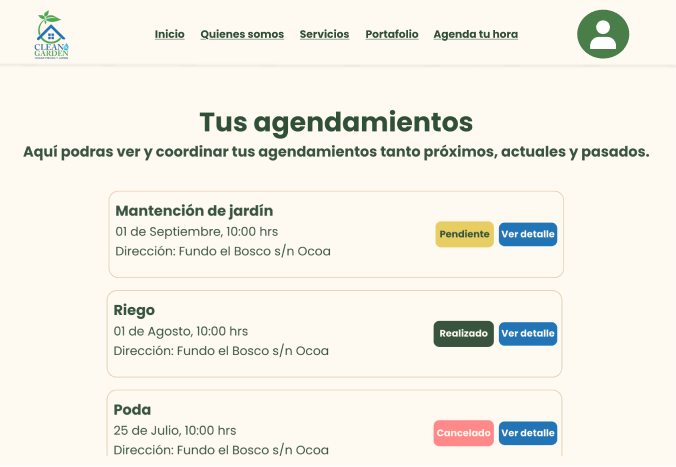 CLEAN
GARDEN
Inicio Quienes somos Servicios Portafolio Agenda tu hora
Tus agendamientos
Aquí podras ver y coordinar tus agendamientos tanto próximos, actuales y pasados.
Mantención de jardín
01 de Septiembre, 10:00 hrs
Pendiente Ver detalle
Dirección: Fundo el Bosco s/n Ocoa
Riego
01 de Agosto, 10:00 hrs
Realizado Ver detalle
Dirección: Fundo el Bosco s/n Ocoa
Poda
25 de Julio, 10:00 hrs
Cancelado Ver detalle
Dirección: Fundo el Bosco s/n Ocoa